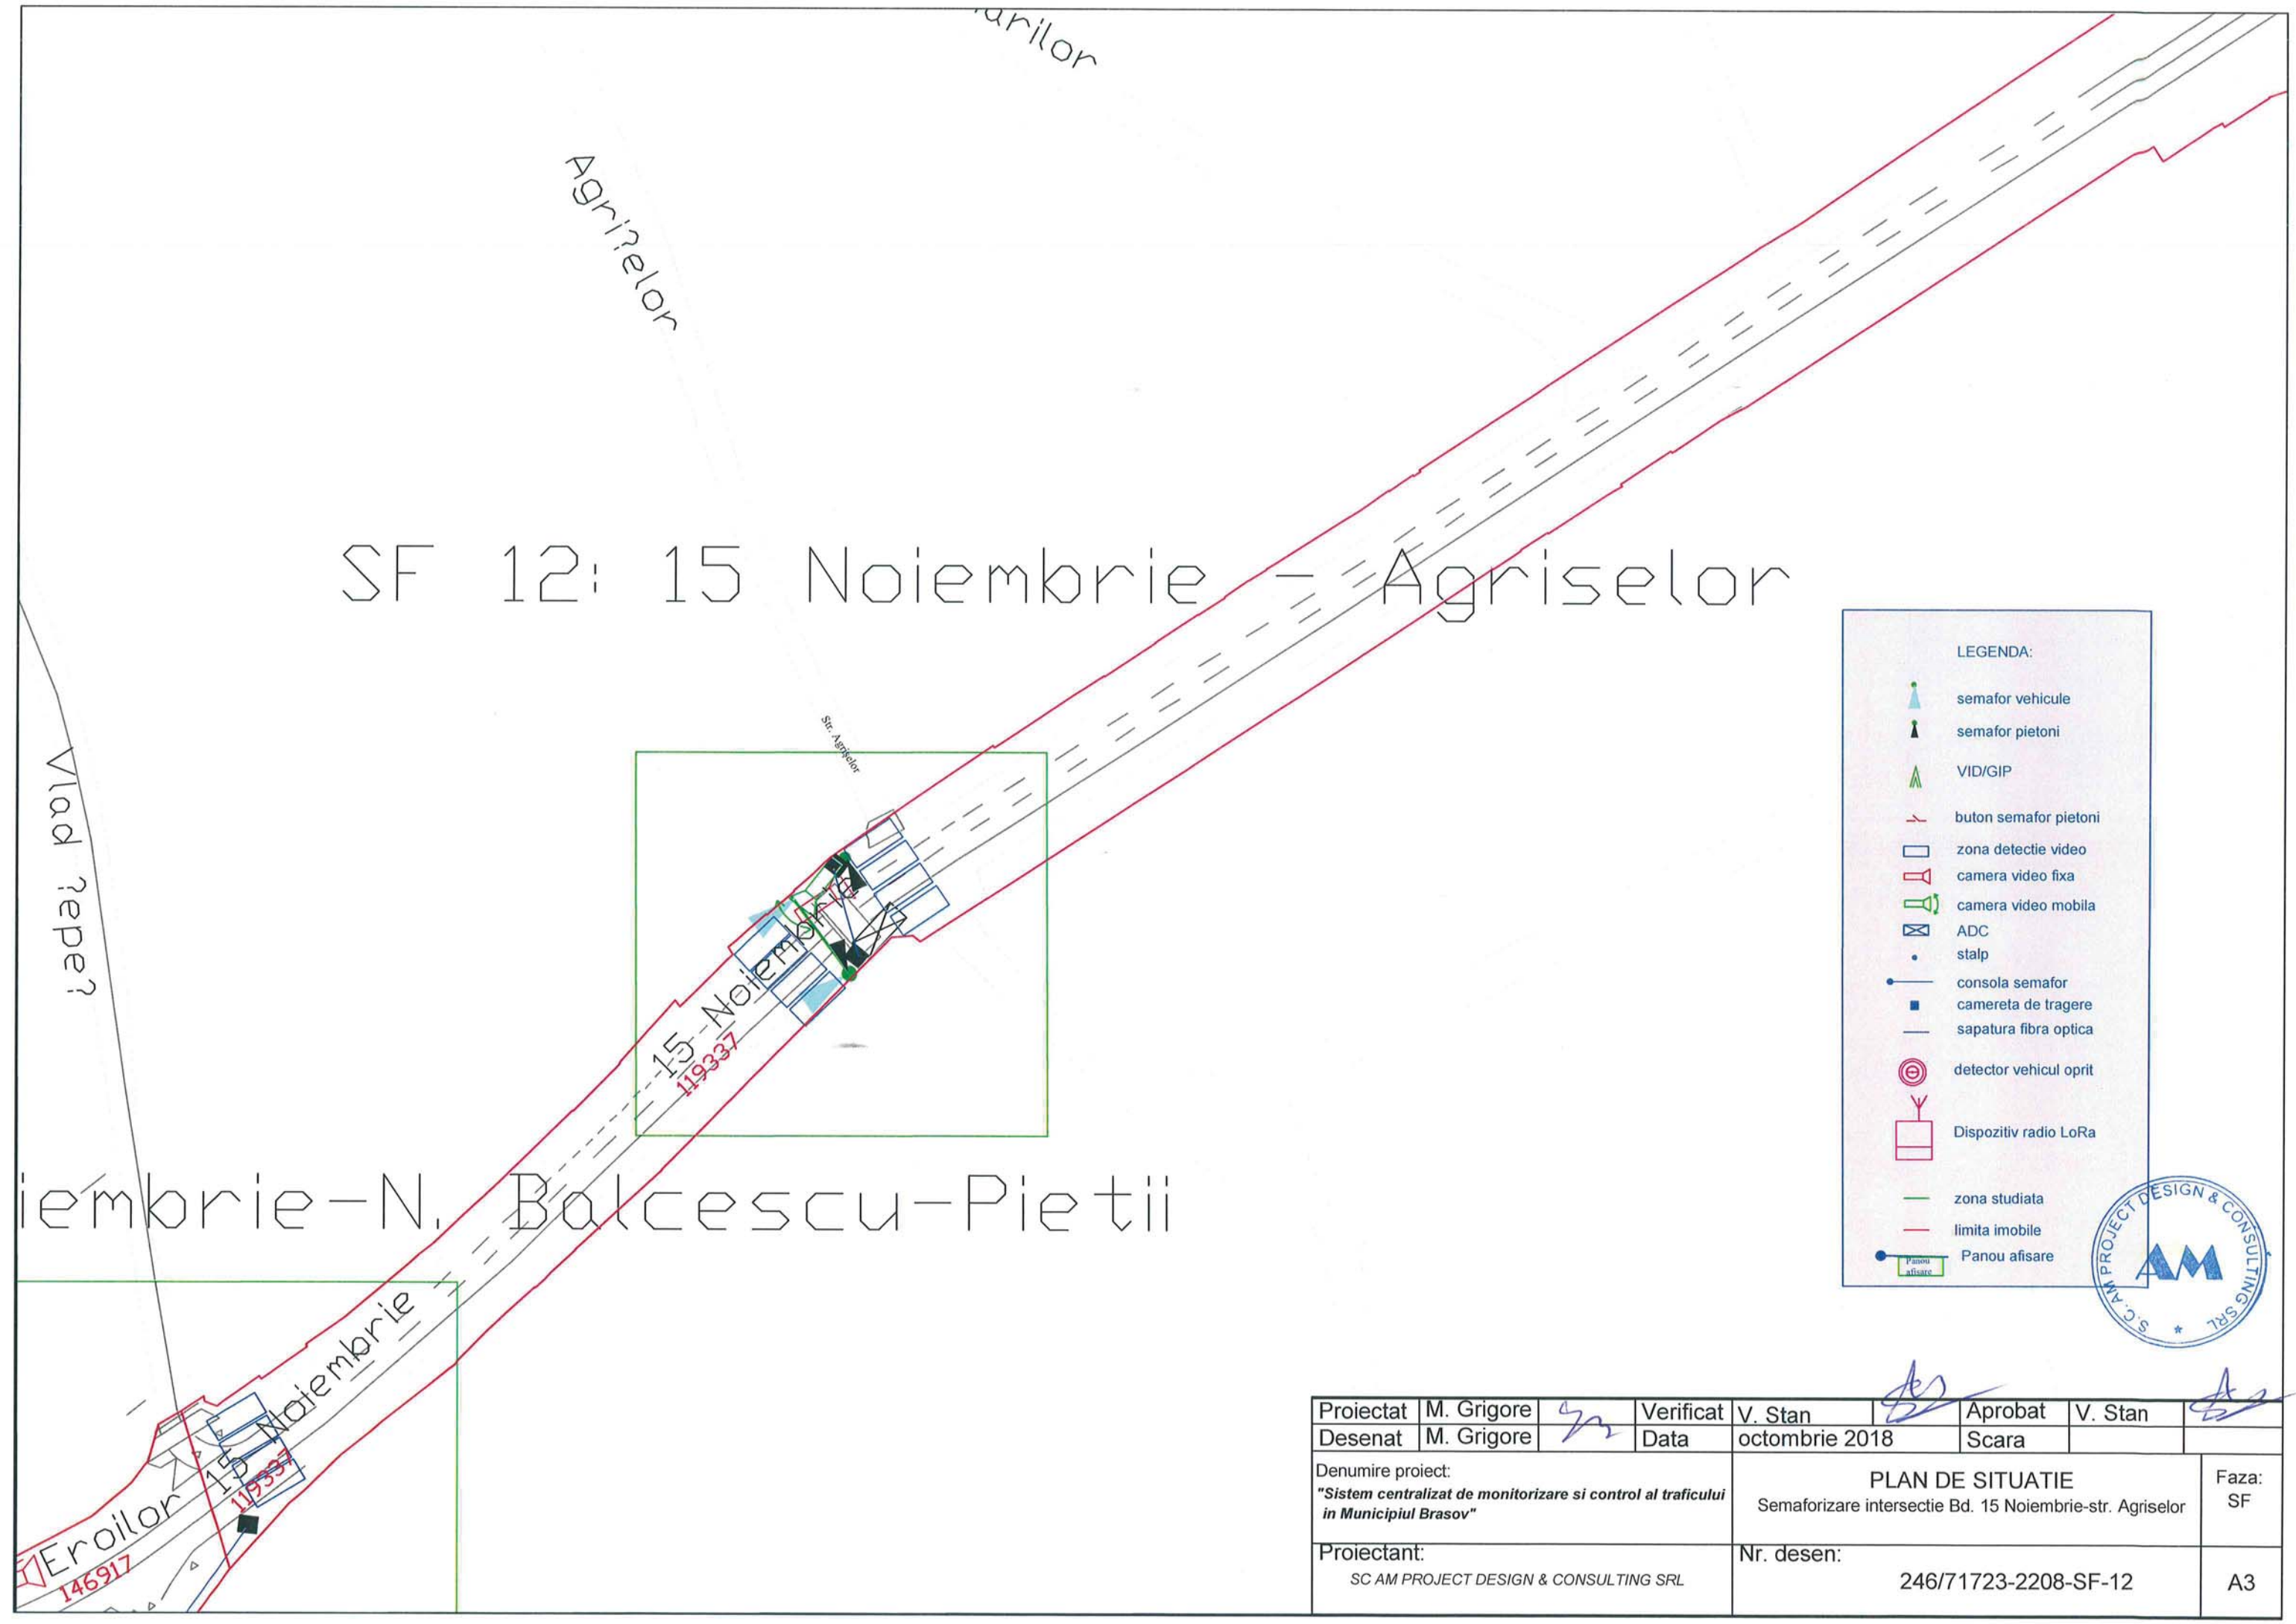 Agri?elor
SF 12: 15 Noiembrie - Agriselor
Str. Agrișelor
Vlad ?epe?
15 Noiembrie
119337
iembrie-N. Balcescu-Pietii
15 Noiembrie
119337
Eroilor
146917
LEGENDA:
semafor vehicule
semafor pietoni
VID/GIP
buton semafor pietoni
zona detectie video
camera video fixa
camera video mobila
ADC
stalp
consola semafor
camereta de tragere
sapatura fibra optica
detector vehicul oprit
Dispozitiv radio LoRa
zona studiata
limita imobile
Panou afisare
Panou
afisare
S.C. AM PROJECT DESIGN & CONSULTING SRL
AM
Proiectat M. Grigore Verificat V. Stan Aprobat V. Stan
Desenat M. Grigore Data octombrie 2018 Scara
Denumire proiect:
"Sistem centralizat de monitorizare si control al traficului
in Municipiul Brasov"
PLAN DE SITUATIE
Semaforizare intersectie Bd. 15 Noiembrie-str. Agriselor
Faza:
SF
Proiectant:
SC AM PROJECT DESIGN & CONSULTING SRL
Nr. desen:
246/71723-2208-SF-12
A3